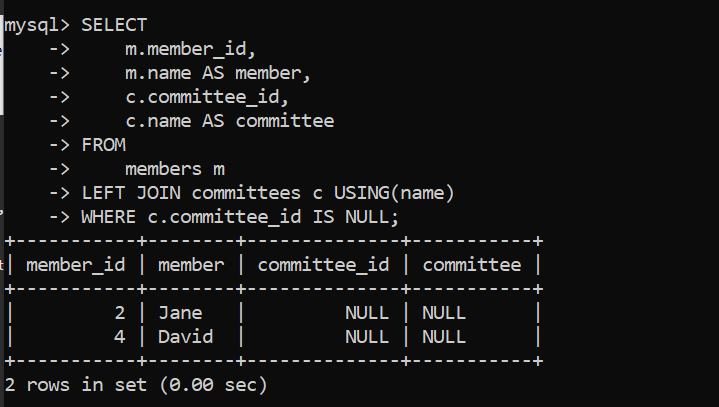 mysql> SELECT
    ->     m.member_id,
    ->     m.name AS member,
    ->     c.committee_id,
    ->     c.name AS committee
    -> FROM
    ->     members m
    -> LEFT JOIN committees c USING(name)
    -> WHERE c.committee_id IS NULL;
+-----------+--------+--------------+-----------+
| member_id | member | committee_id | committee |
+-----------+--------+--------------+-----------+
|         2 | Jane   |         NULL | NULL      |
|         4 | David  |         NULL | NULL      |
+-----------+--------+--------------+-----------+
2 rows in set (0.00 sec)